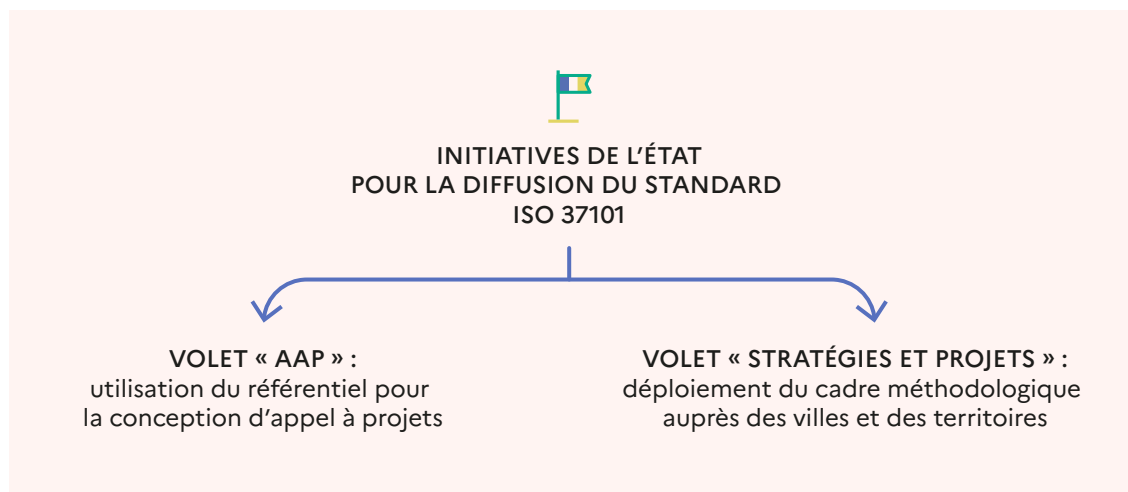 INITIATIVES DE L’ÉTAT
POUR LA DIFFUSION DU STANDARD
ISO 37101
VOLET « AAP » :
utilisation du référentiel pour
la conception d’appel à projets
VOLET « STRATÉGIES ET PROJETS » :
déploiement du cadre méthodologique
auprès des villes et des territoires